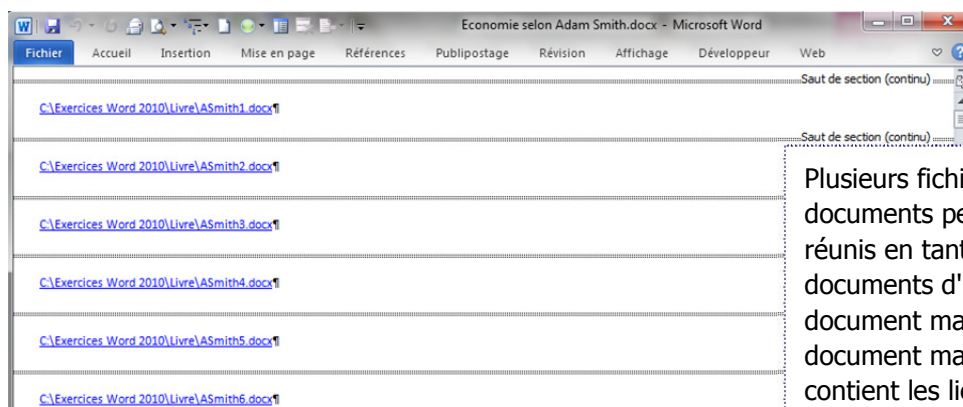 Economie selon Adam Smith.docx - Microsoft Word
Fichier Accueil Insertion Mise en page Références Publipostage Révision Affichage Développeur Web
Saut de section (continu)
C:\Exercices Word 2010\Livre\ASmith1.docx¶
Saut de section (continu)
C:\Exercices Word 2010\Livre\ASmith2.docx¶
C:\Exercices Word 2010\Livre\ASmith3.docx¶
C:\Exercices Word 2010\Livre\ASmith4.docx¶
C:\Exercices Word 2010\Livre\ASmith5.docx¶
C:\Exercices Word 2010\Livre\ASmith6.docx¶
Plusieurs
documents
réunis en
documents d'
document
document
contient les